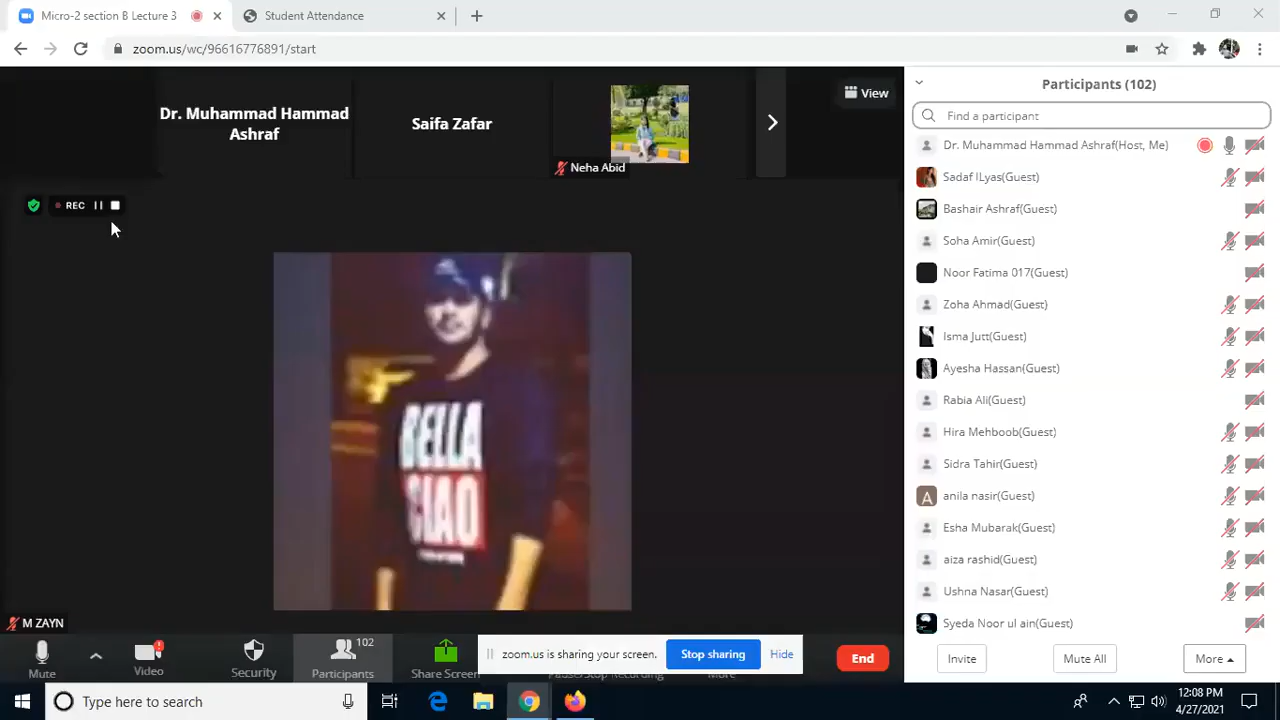 Micro-2 section B Lecture 3
Student Attendance
zoom.us/wc/96616776891/start
Dr. Muhammad Hammad
Ashraf
Saifa Zafar
Neha Abid
View
REC
BELLA
CIAO
M ZAYN
Participants (102)
Find a participant
Dr. Muhammad Hammad Ashraf(Host, Me)
Sadaf ILyas(Guest)
Bashair Ashraf(Guest)
Soha Amir(Guest)
Noor Fatima 017(Guest)
Zoha Ahmad(Guest)
Isma Jutt(Guest)
Ayesha Hassan(Guest)
Rabia Ali(Guest)
Hira Mehboob(Guest)
Sidra Tahir(Guest)
A anila nasir(Guest)
Esha Mubarak(Guest)
aiza rashid(Guest)
Ushna Nasar(Guest)
Syeda Noor ul ain(Guest)
Invite
Mute All
More
Mute
Video
Security
Participants
102
Share Screen
Pause/Stop Recording
More
zoom.us is sharing your screen.
Stop sharing
Hide
End
Type here to search
12:08 PM
4/27/2021